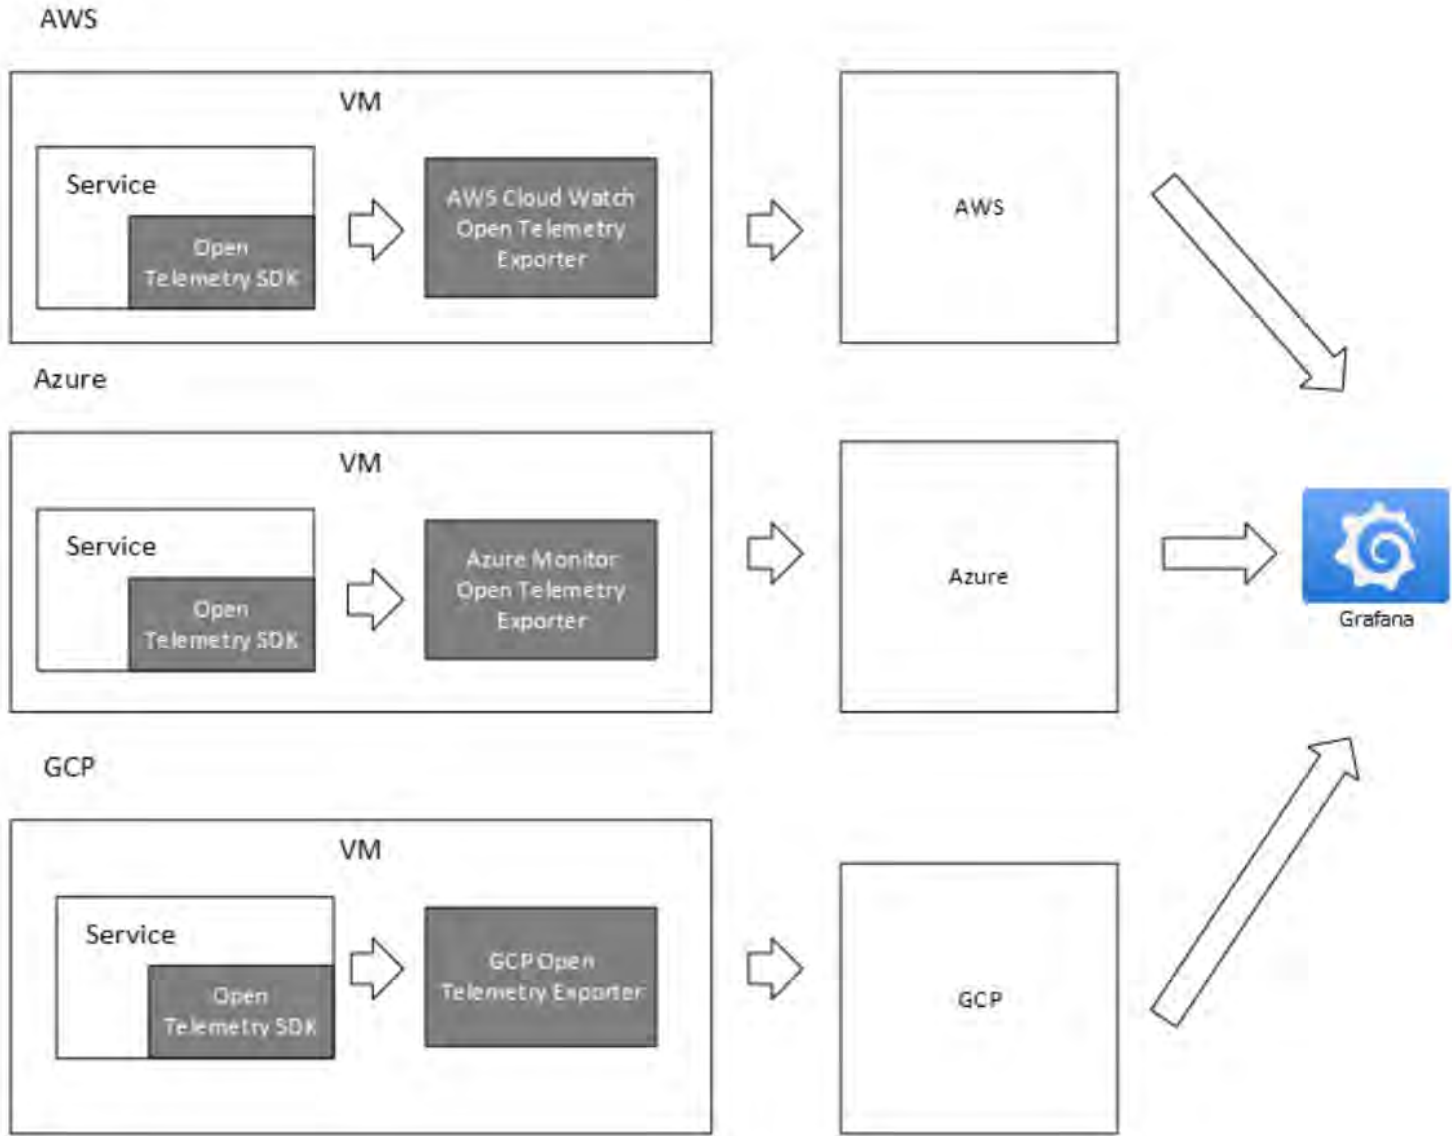 AWS
VM
Service
Open
Telemetry SDK
AWS Cloud Watch
Open Telemetry
Exporter
AWS
Azure
VM
Service
Open
Telemetry SDK
Azure Monitor
Open Telemetry
Exporter
Azure
Grafana
GCP
VM
Service
Open
Telemetry SDK
GCP Open
Telemetry Exporter
GCP